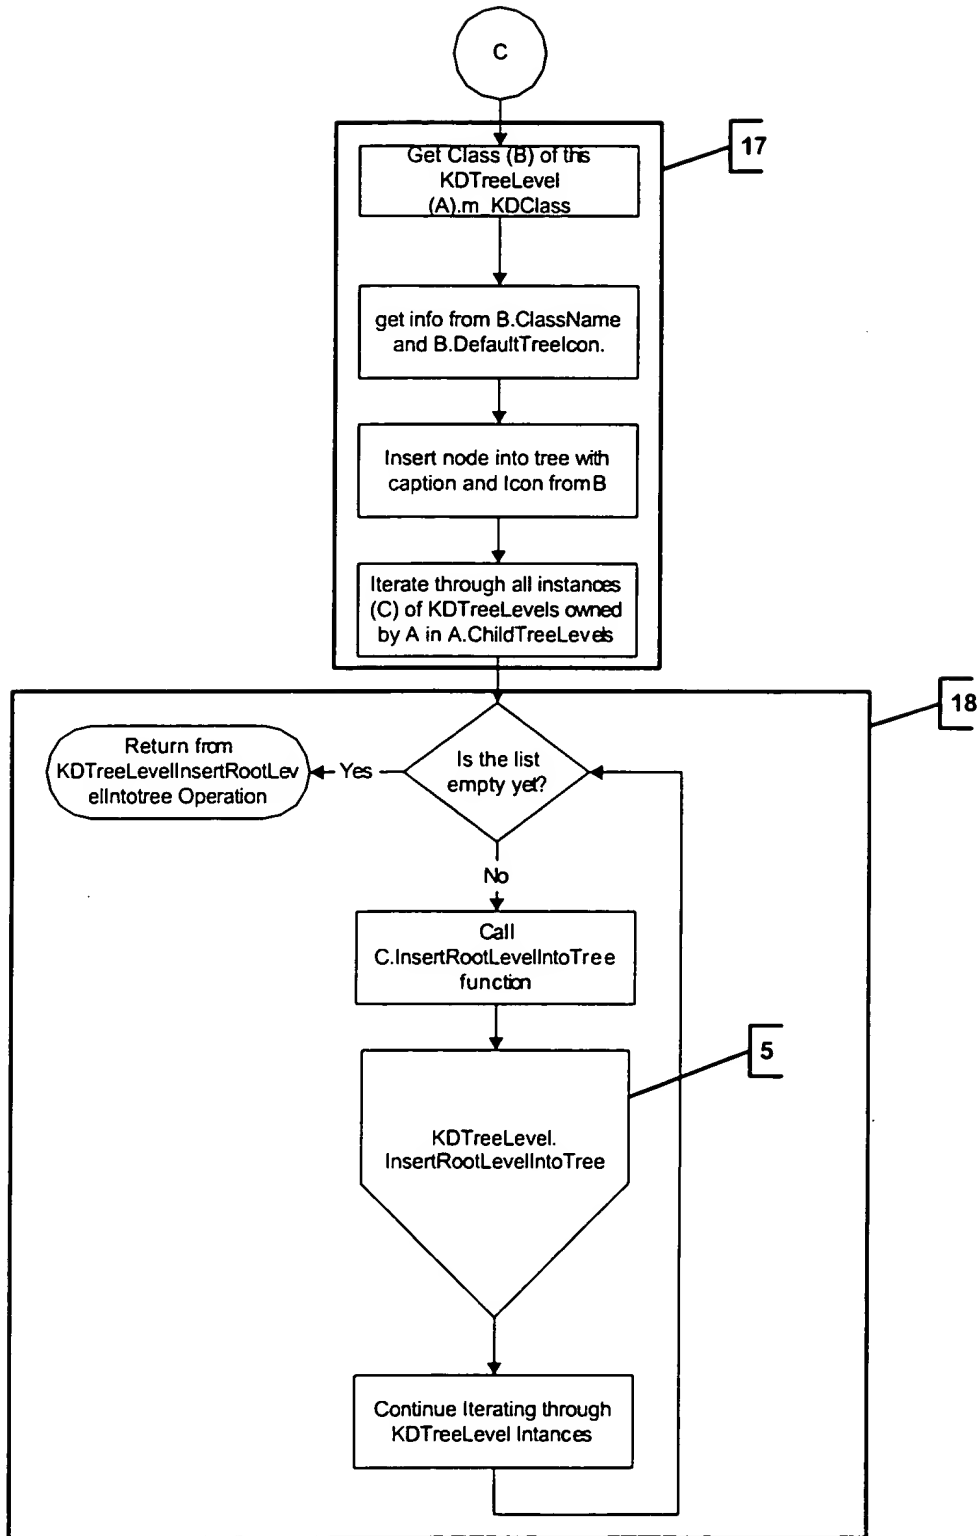 C
17
Get Class (B) of this
KDTreeLevel
(A).m_KDClass
get info from B.ClassName
and B.DefaultTreeIcon.
Insert node into tree with
caption and Icon from B
Iterate through all instances
(C) of KDTreeLevels owned
by A in A.ChildTreeLevels
18
Return from
KDTreeLevelInsertRootLev
elIntotree Operation
Yes
Is the list
empty yet?
No
Call
C.InsertRootLevelIntoTree
function
5
KDTreeLevel.
InsertRootLevelIntoTree
Continue Iterating through
KDTreeLevel Intances